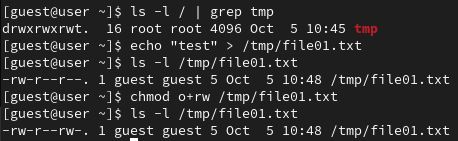 [guest@user ~]$ ls -l / | grep tmp
drwxrwxrwt.  16 root root 4096 Oct  5 10:45 tmp
[guest@user ~]$ echo "test" > /tmp/file01.txt
[guest@user ~]$ ls -l /tmp/file01.txt
-rw-r--r--. 1 guest guest 5 Oct  5 10:48 /tmp/file01.txt
[guest@user ~]$ chmod o+rw /tmp/file01.txt
[guest@user ~]$ ls -l /tmp/file01.txt
-rw-r--rw-. 1 guest guest 5 Oct  5 10:48 /tmp/file01.txt